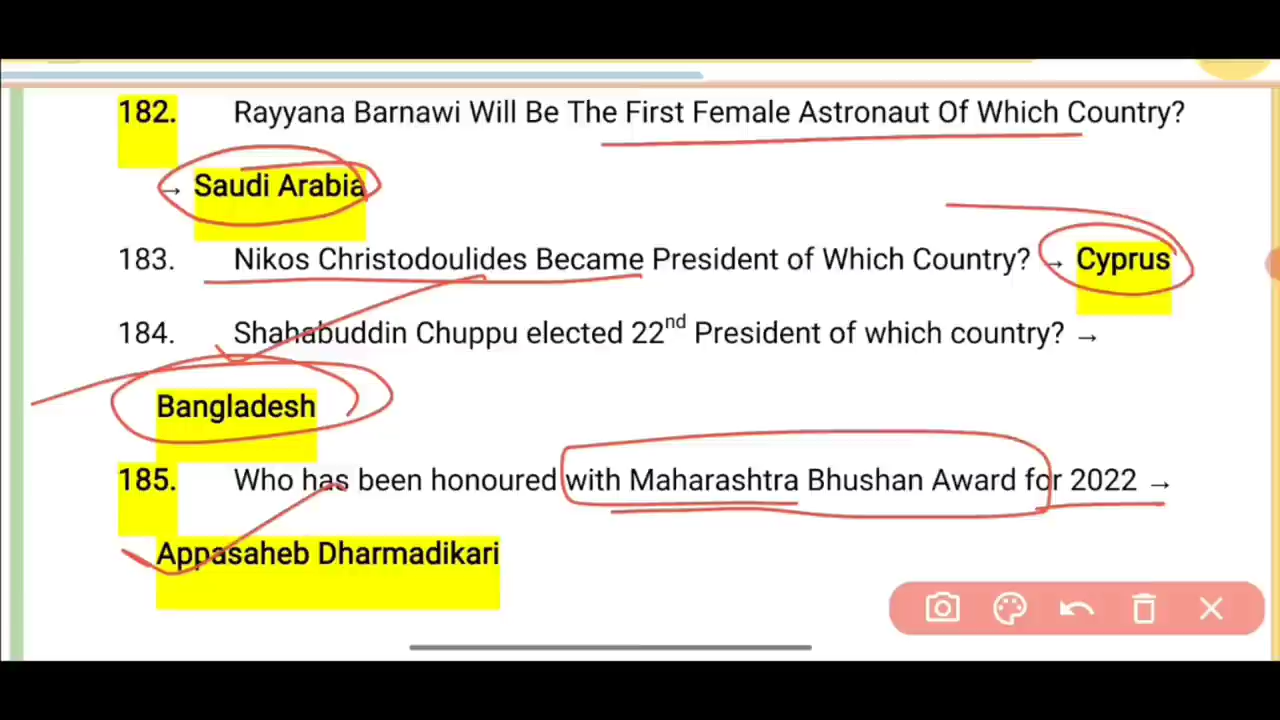 182. Rayyana Barnawi Will Be The First Female Astronaut Of Which Country?
→ Saudi Arabia
183. Nikos Christodoulides Became President of Which Country? → Cyprus
184. Shahabuddin Chuppu elected 22nd President of which country? →
Bangladesh
185. Who has been honoured with Maharashtra Bhushan Award for 2022 →
Appasaheb Dharmadikari